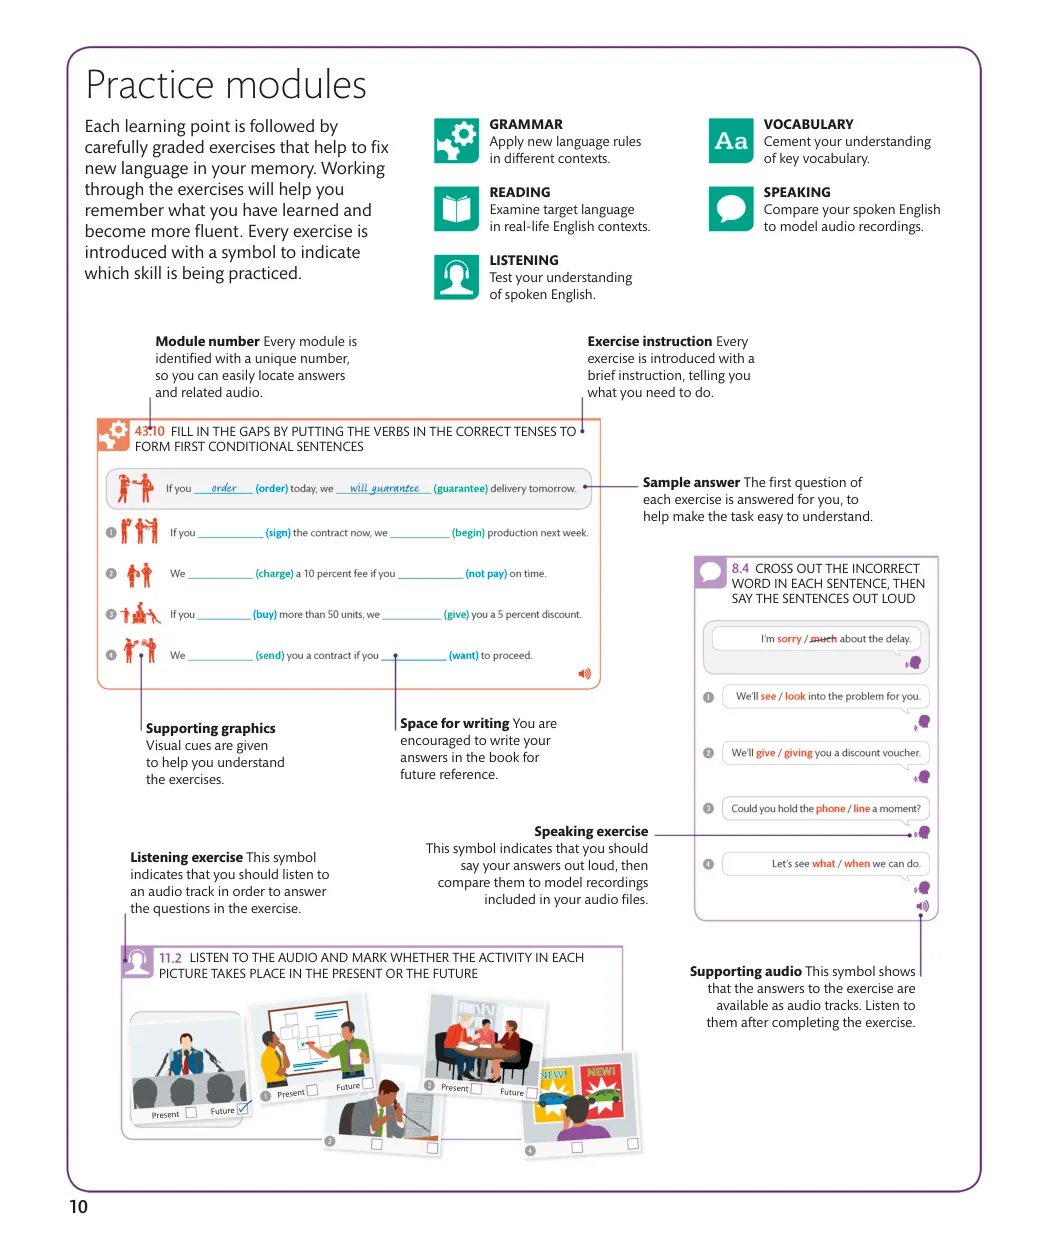 Practice modules
Each learning point is followed by
carefully graded exercises that help to fix
new language in your memory. Working
through the exercises will help you
remember what you have learned and
become more fluent. Every exercise is
introduced with a symbol to indicate
which skill is being practiced.
GRAMMAR
Apply new language rules
in different contexts.
READING
Examine target language
in real-life English contexts.
LISTENING
Test your understanding
of spoken English.
Aa
VOCABULARY
Cement your understanding
of key vocabulary.
SPEAKING
Compare your spoken English
to model audio recordings.
Module number Every module is
identified with a unique number,
so you can easily locate answers
and related audio.
Exercise instruction Every
exercise is introduced with a
brief instruction, telling you
what you need to do.
43.10 FILL IN THE GAPS BY PUTTING THE VERBS IN THE CORRECT TENSES TO
FORM FIRST CONDITIONAL SENTENCES
If you order (order) today, we will guarantee (guarantee) delivery tomorrow.
1 If you ____________ (sign) the contract now, we ____________ (begin) production next week.
2 We ____________ (charge) a 10 percent fee if you ____________ (not pay) on time.
3 If you ____________ (buy) more than 50 units, we ____________ (give) you a 5 percent discount.
4 We ____________ (send) you a contract if you ____________ (want) to proceed.
Sample answer The first question of
each exercise is answered for you, to
help make the task easy to understand.
Supporting graphics
Visual cues are given
to help you understand
the exercises.
Space for writing You are
encouraged to write your
answers in the book for
future reference.
8.4 CROSS OUT THE INCORRECT
WORD IN EACH SENTENCE, THEN
SAY THE SENTENCES OUT LOUD
I'm sorry / much about the delay.
1 We'll see / look into the problem for you.
2 We'll give / giving you a discount voucher.
3 Could you hold the phone / line a moment?
4 Let's see what / when we can do.
Speaking exercise
This symbol indicates that you should
say your answers out loud, then
compare them to model recordings
included in your audio files.
Listening exercise This symbol
indicates that you should listen to
an audio track in order to answer
the questions in the exercise.
Supporting audio This symbol shows
that the answers to the exercise are
available as audio tracks. Listen to
them after completing the exercise.
11.2 LISTEN TO THE AUDIO AND MARK WHETHER THE ACTIVITY IN EACH
PICTURE TAKES PLACE IN THE PRESENT OR THE FUTURE
Present Future
1 Present Future
2
3 Present Future
NEW! NEW!
4
10